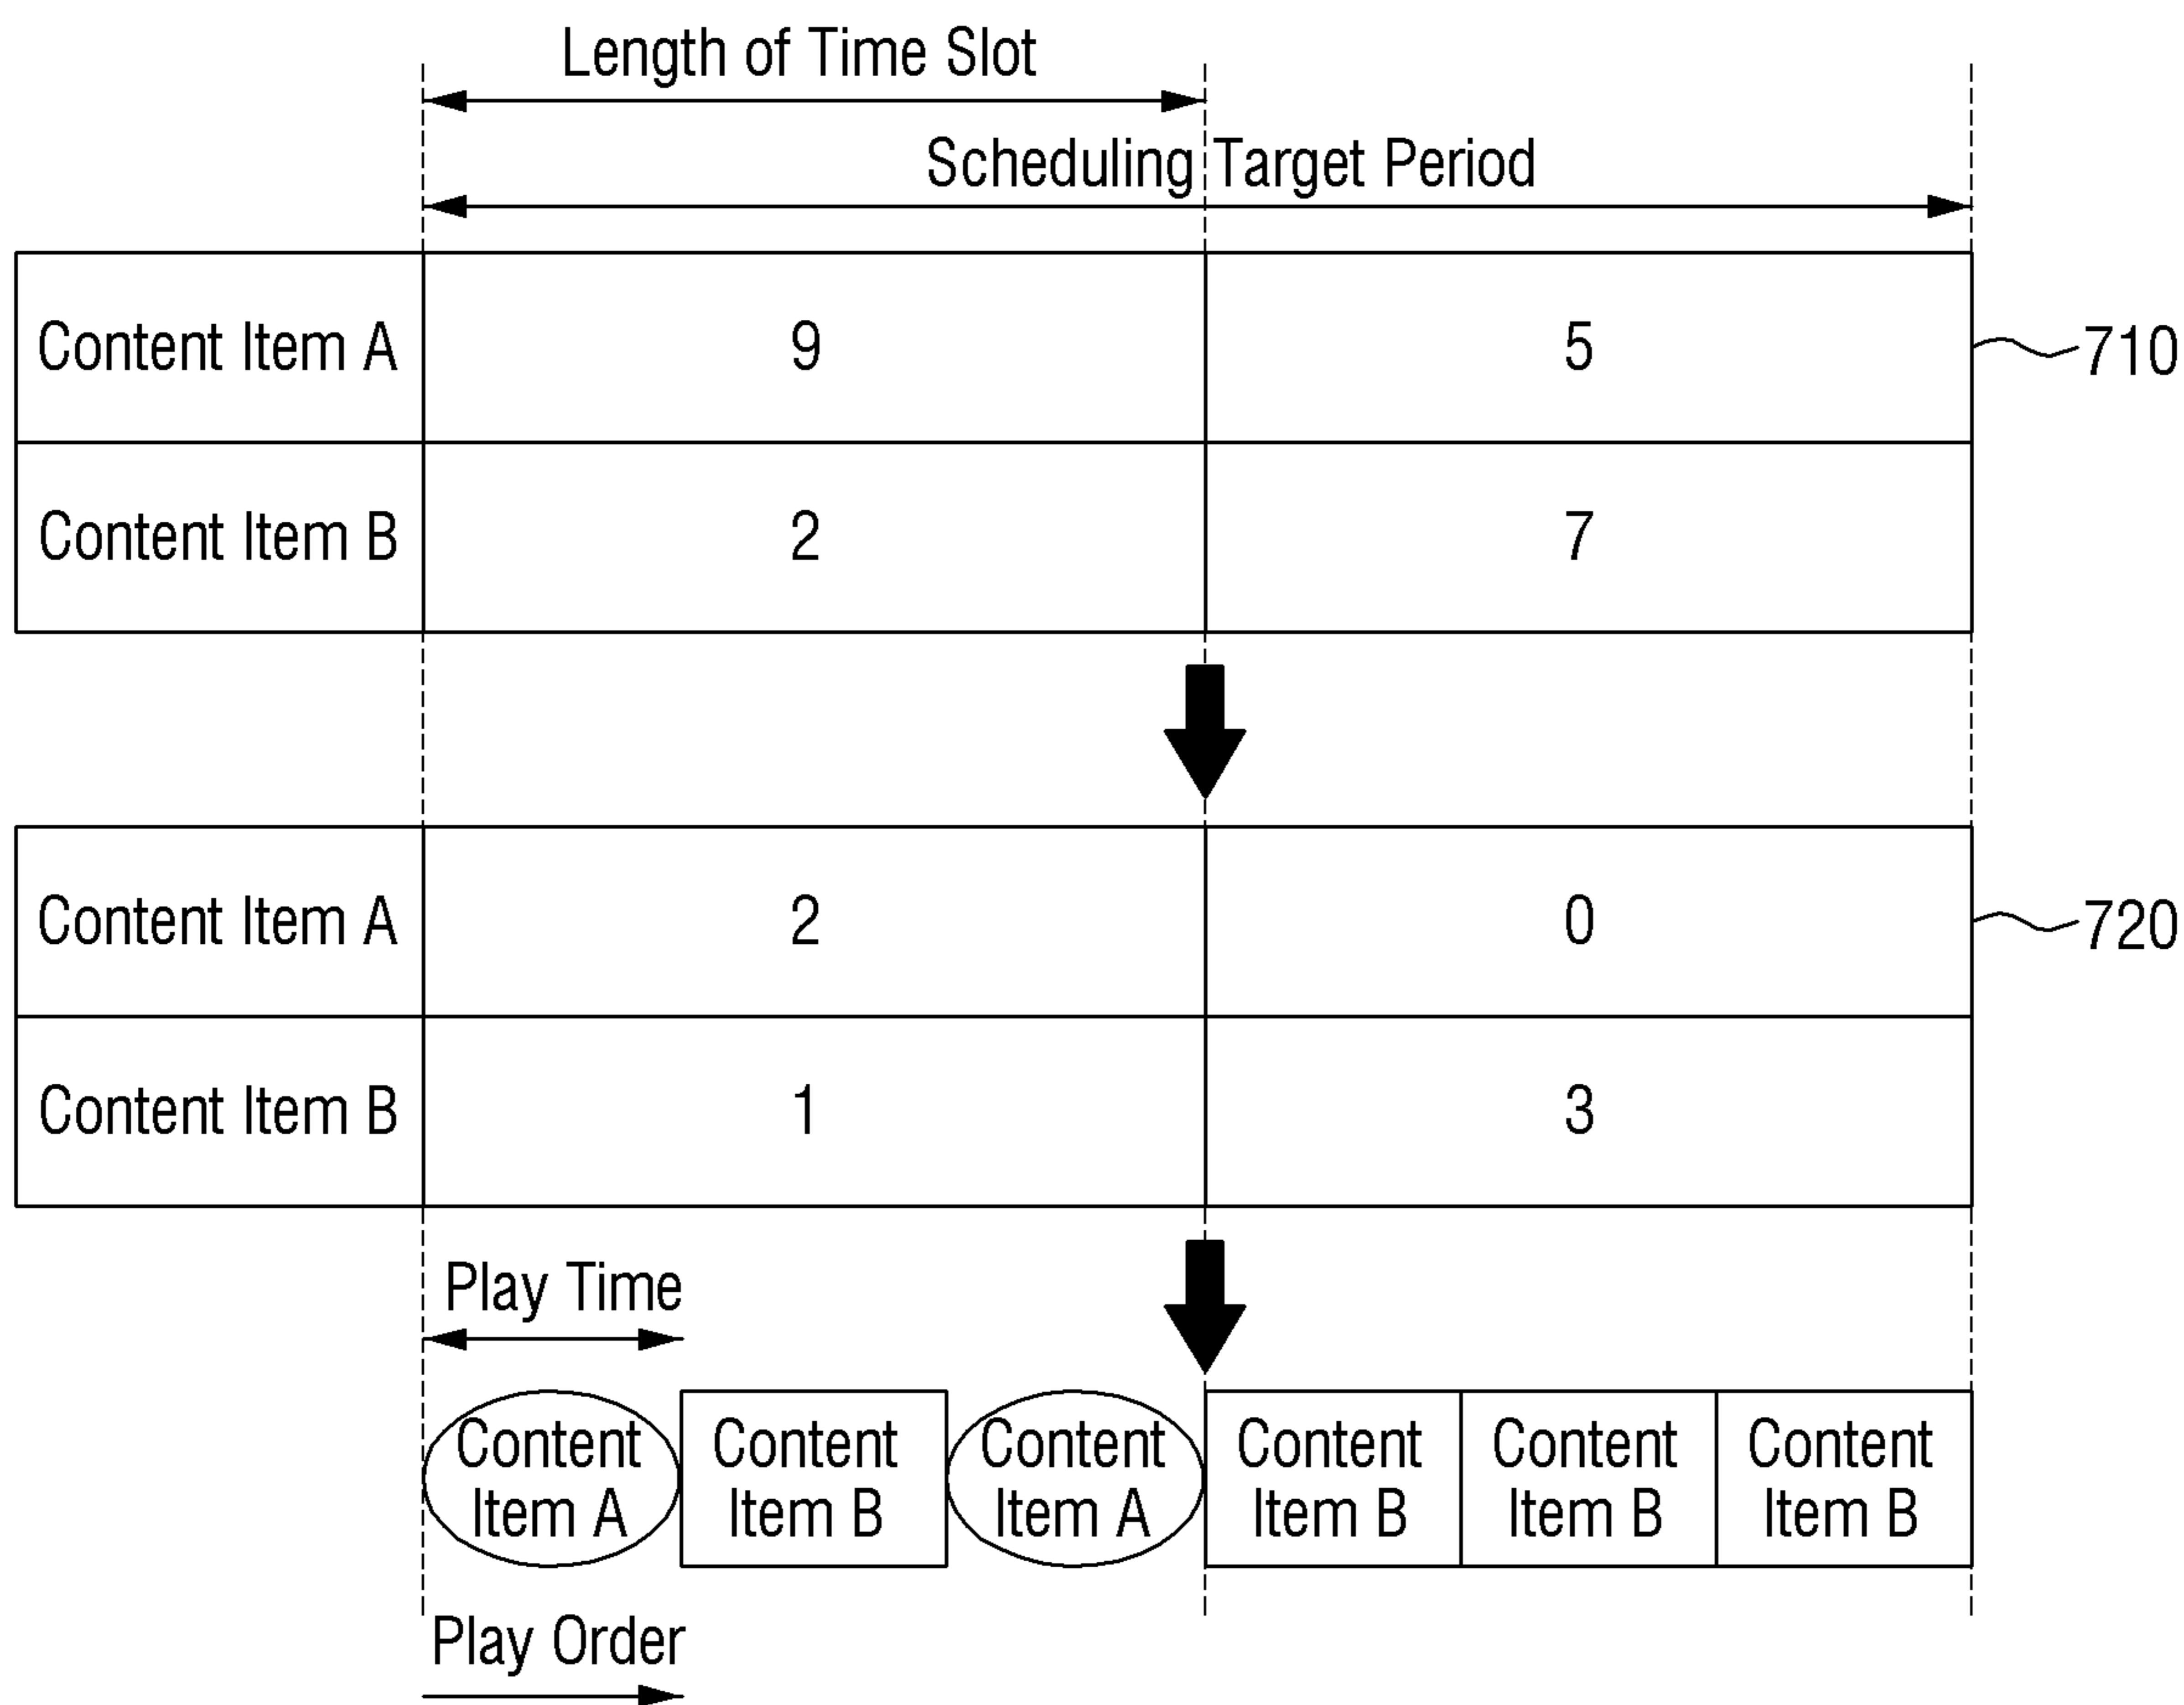 Length of Time Slot
Scheduling Target Period
Content Item A 9 5 710
Content Item B 2 7
Content Item A 2 0 720
Content Item B 1 3
Play Time
Content Content Content Content Content Content
Item A Item B Item A Item B Item B Item B
Play Order